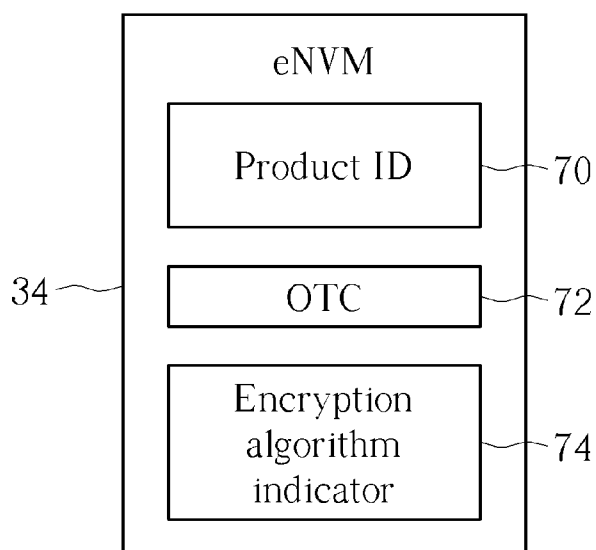 eNVM
Product ID
70
34
OTC
72
Encryption
algorithm
indicator
74